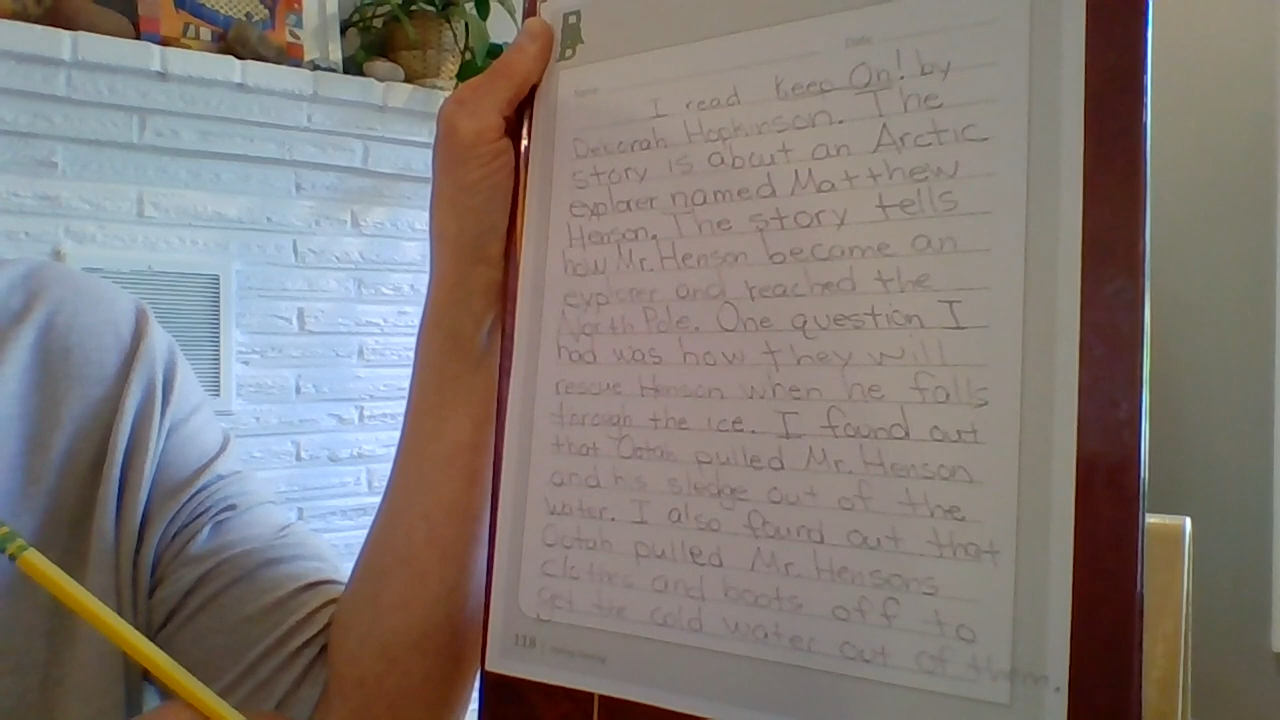 Date
I read Keep On! by
Deborah Hopkinson. The
story is about an Arctic
explorer named Matthew
Henson. The story tells
how Mr. Henson became an
explorer and reached the
North Pole. One question I
had was how they will
rescue Henson when he falls
through the ice. I found out
that Ootah pulled Mr. Henson
and his sledge out of the
water. I also found out that
Ootah pulled Mr. Hensons
clothes and boots off to
get the cold water out of them.
118